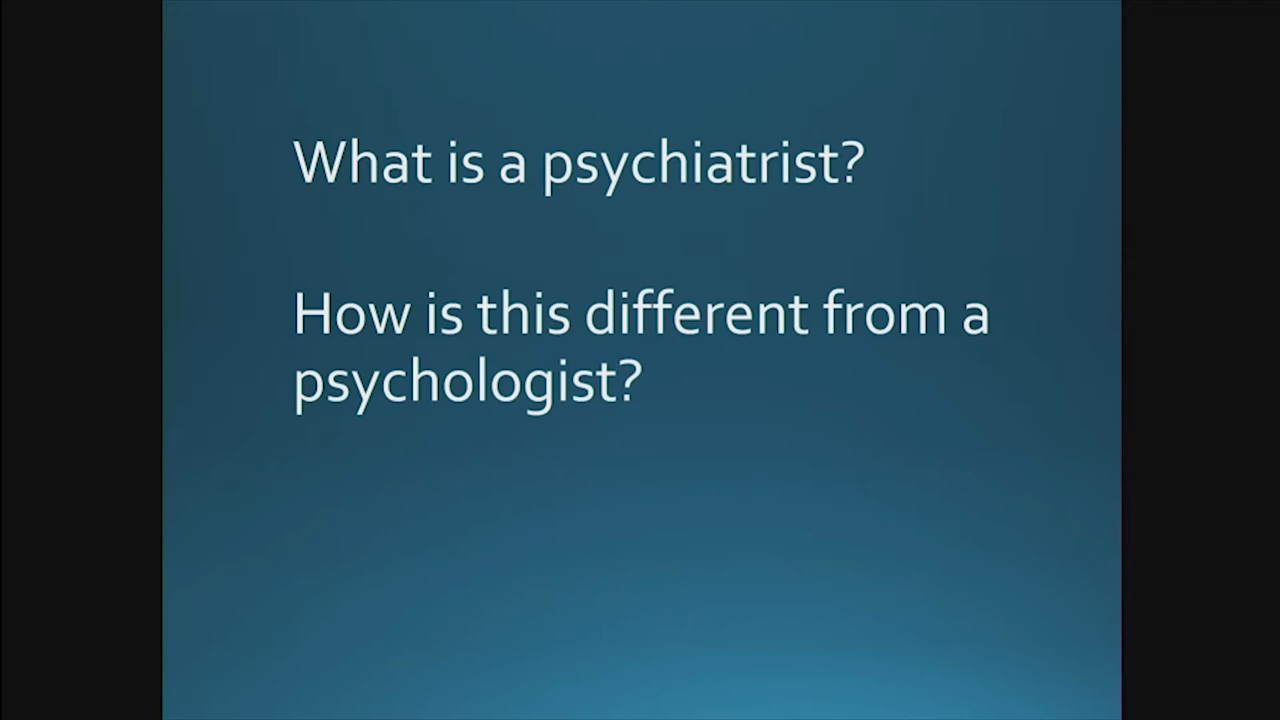 What is a psychiatrist?
How is this different from a
psychologist?